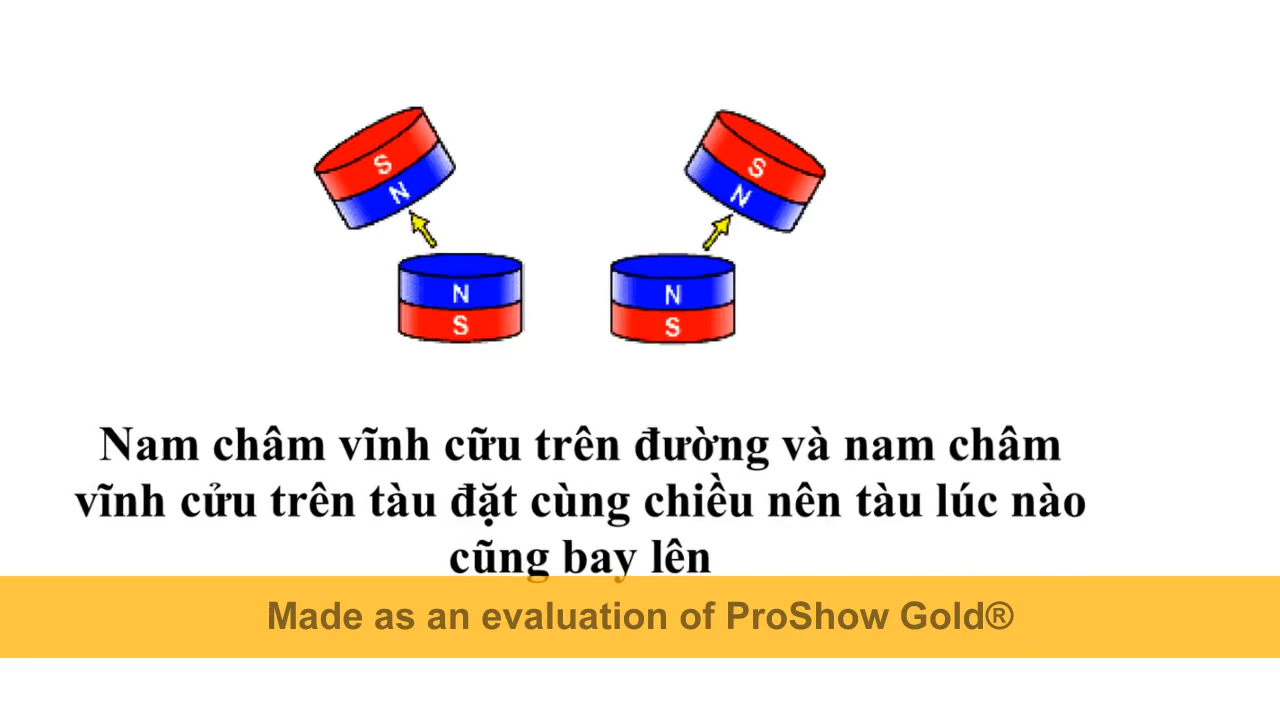 S
N
S
N
N
S
N
S
Nam châm vĩnh cữu trên đường và nam châm
vĩnh cửu trên tàu đặt cùng chiều nên tàu lúc nào
cũng bay lên
Made as an evaluation of ProShow Gold®